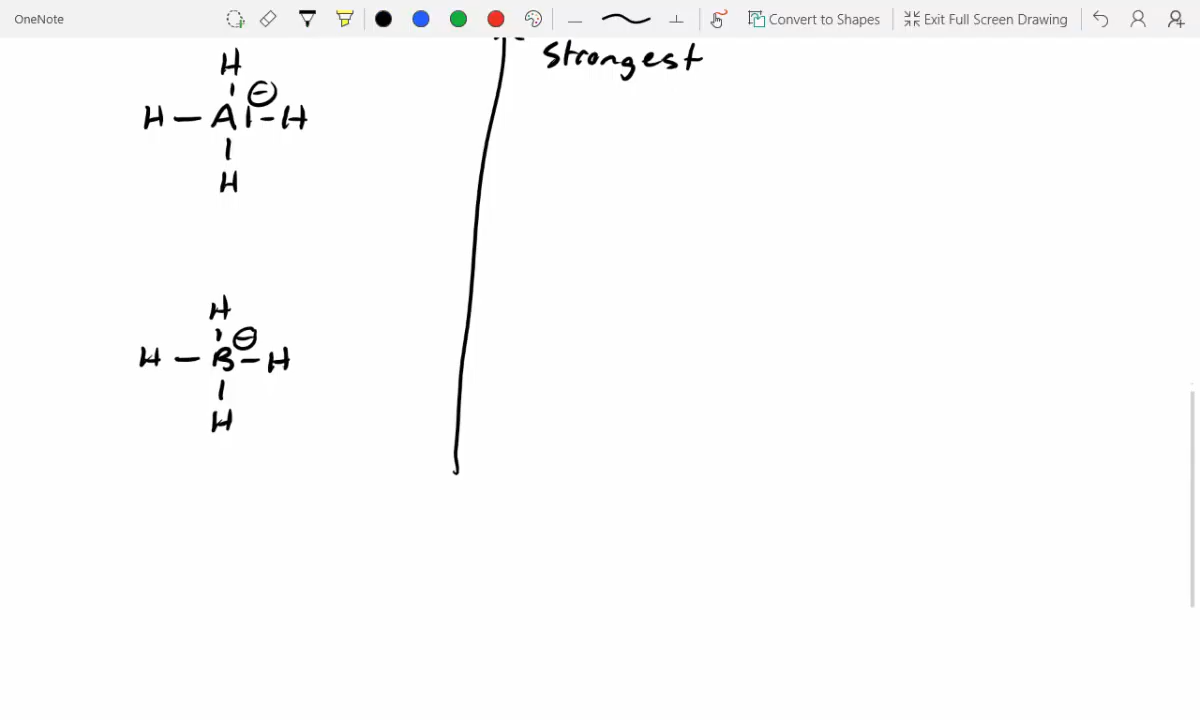 OneNote
Convert to Shapes
Exit Full Screen Drawing
Strongest
H
H - Al ⊖ - H
H
H
H - B ⊖ - H
H